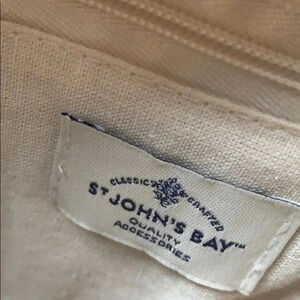 CLASSIC CRAFTED
ST JOHN'S BAY™
QUALITY
ACCESSORIES